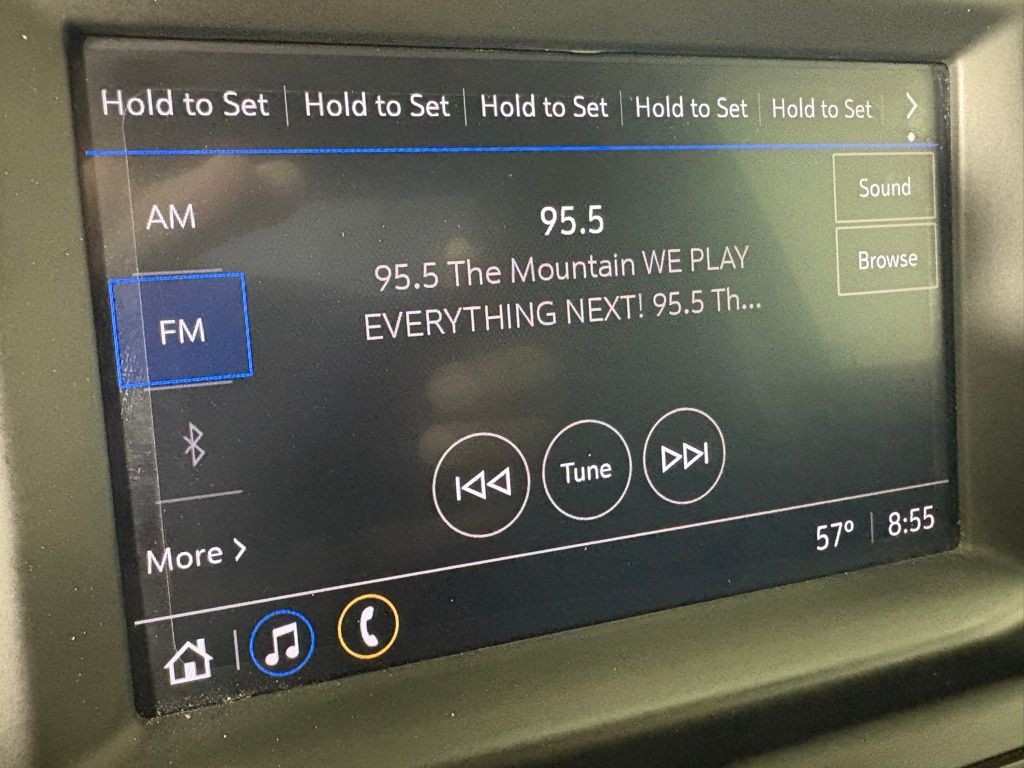 Hold to Set Hold to Set Hold to Set Hold to Set Hold to Set
Sound
AM
95.5
95.5 The Mountain WE PLAY
EVERYTHING NEXT! 95.5 Th...
Browse
FM
Tune
More
57° 8:55